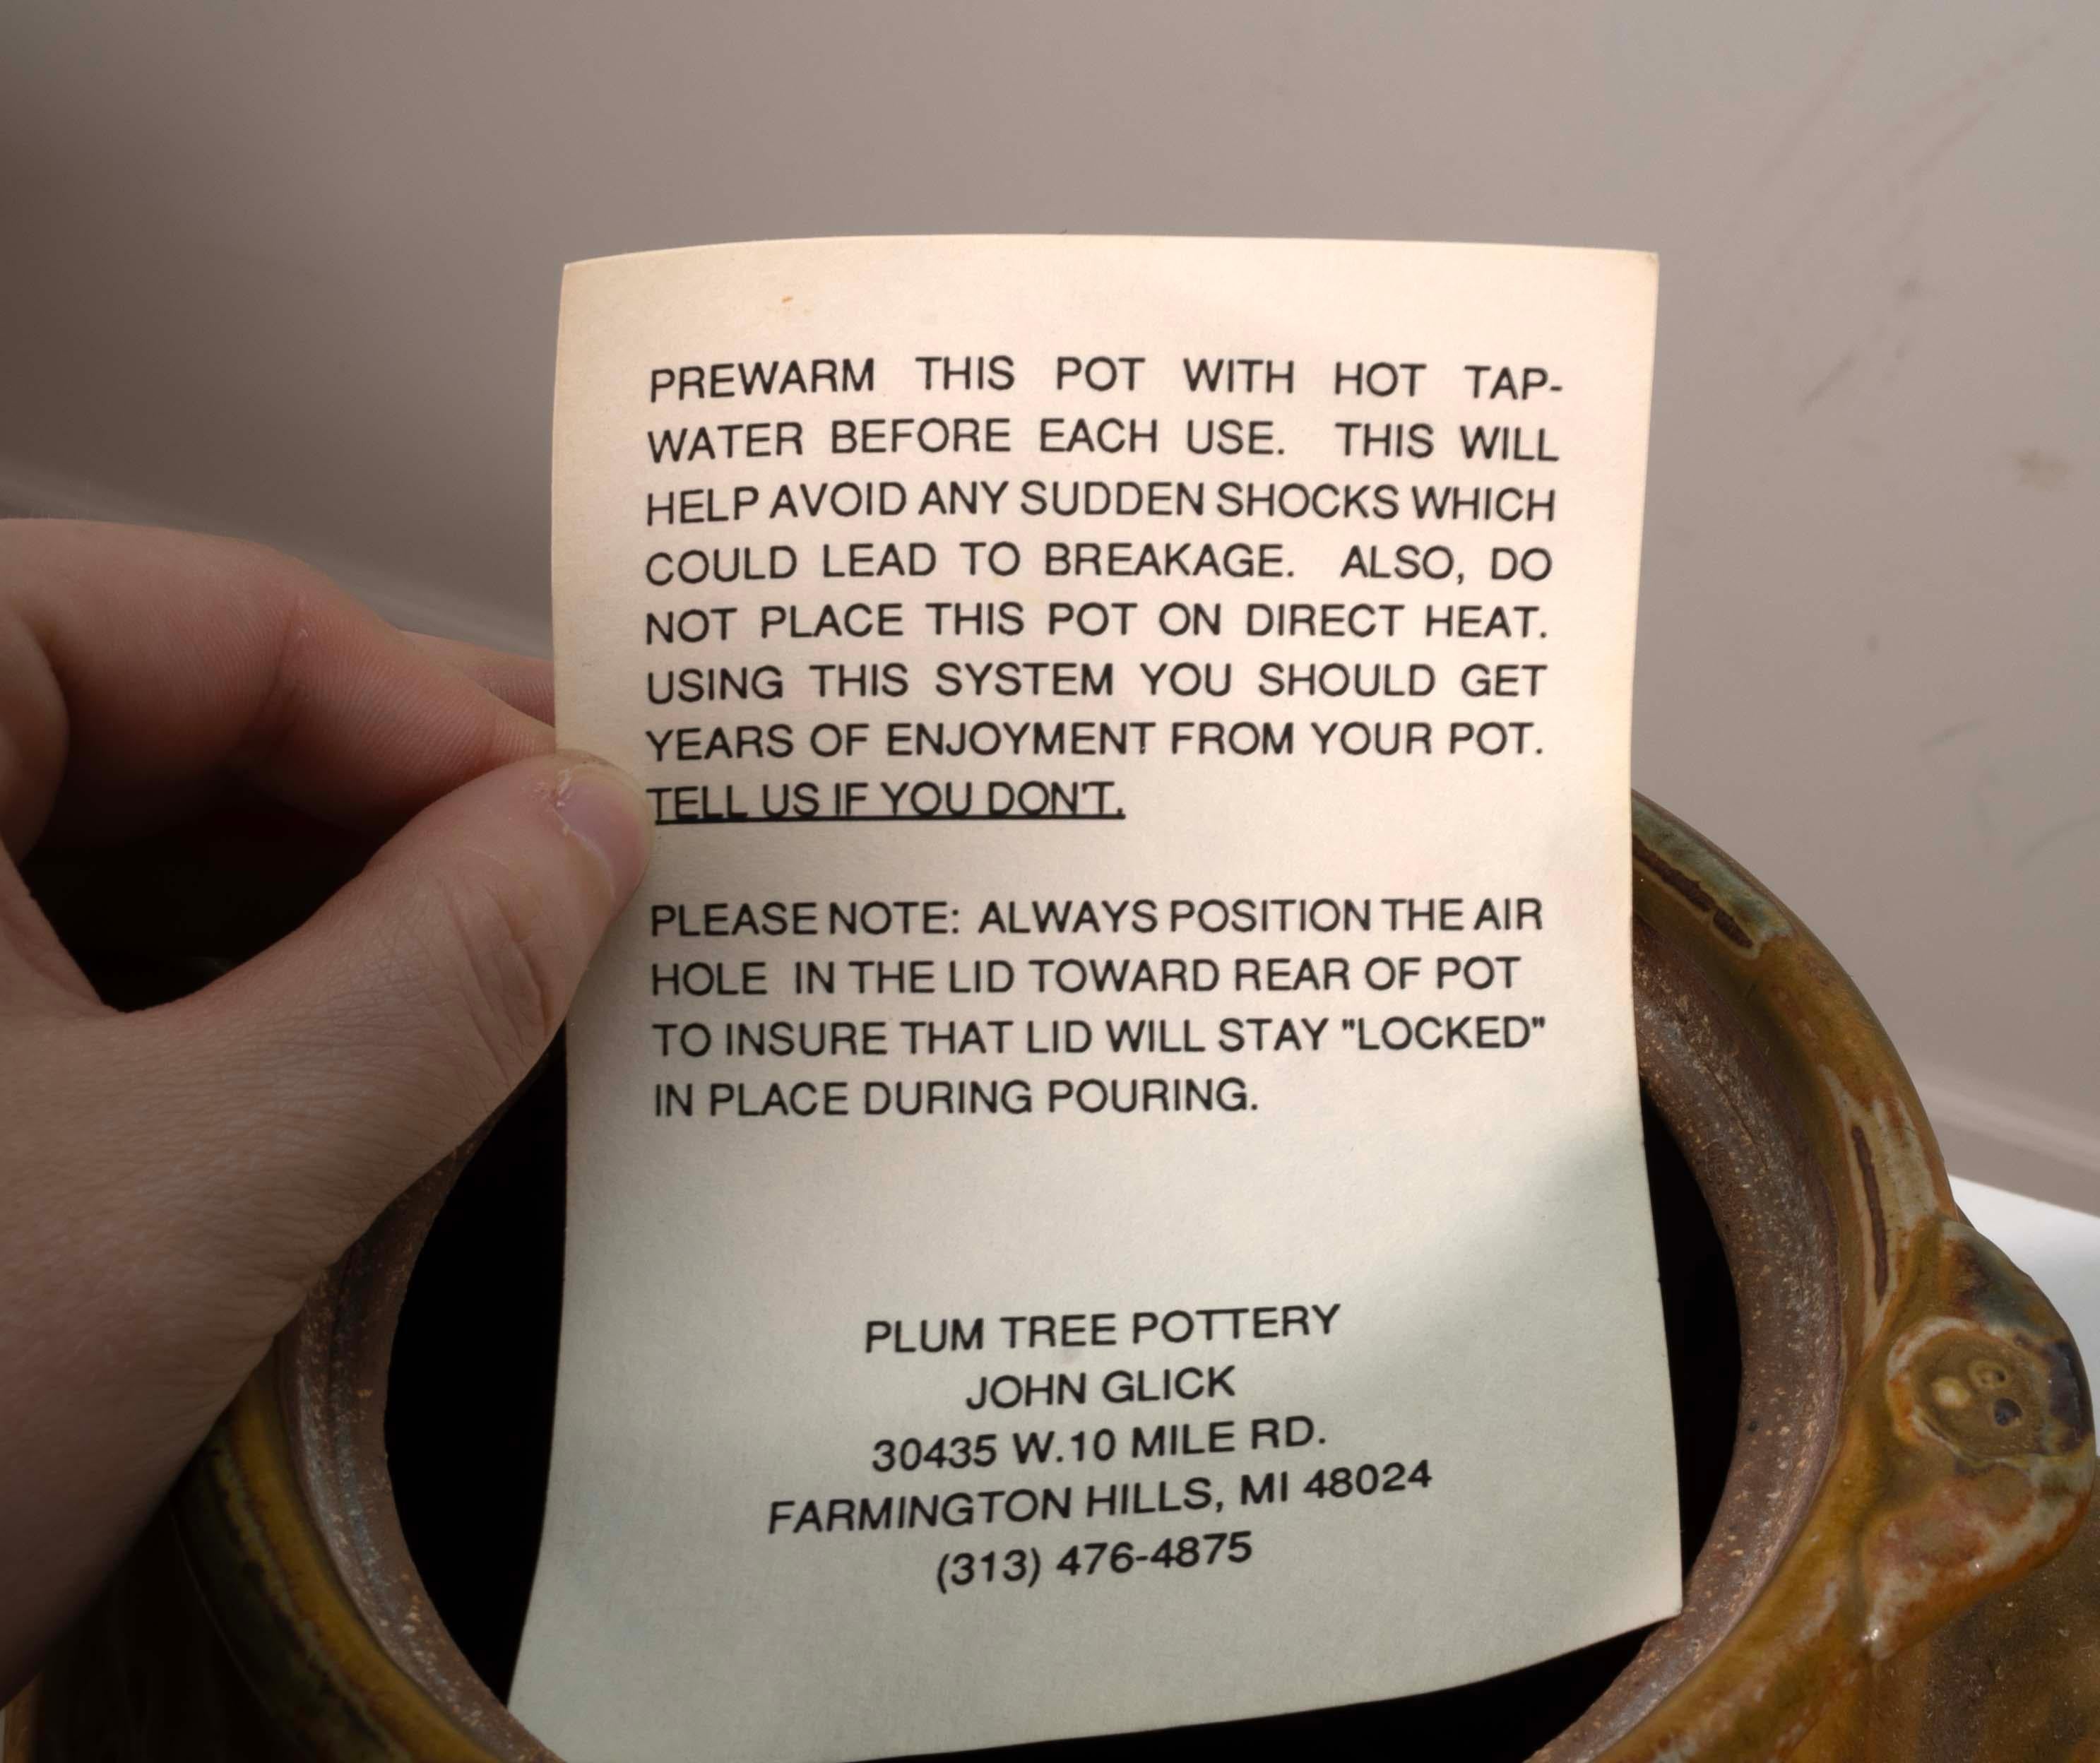 PREWARM THIS POT WITH HOT TAP-
WATER BEFORE EACH USE. THIS WILL
HELP AVOID ANY SUDDEN SHOCKS WHICH
COULD LEAD TO BREAKAGE. ALSO, DO
NOT PLACE THIS POT ON DIRECT HEAT.
USING THIS SYSTEM YOU SHOULD GET
YEARS OF ENJOYMENT FROM YOUR POT.
TELL US IF YOU DON'T.
PLEASE NOTE: ALWAYS POSITION THE AIR
HOLE IN THE LID TOWARD REAR OF POT
TO INSURE THAT LID WILL STAY "LOCKED"
IN PLACE DURING POURING.
PLUM TREE POTTERY
JOHN GLICK
30435 W.10 MILE RD.
FARMINGTON HILLS, MI 48024
(313) 476-4875